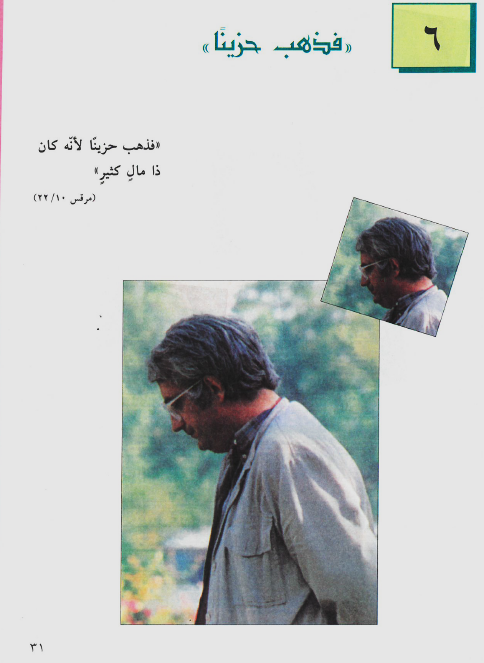 ٦
«فذهب حزينًا»
«فذهب حزينًا لأنّه كان
ذا مالٍ كثيرٍ»
(مرقس ١٠/ ٢٢)
٣١